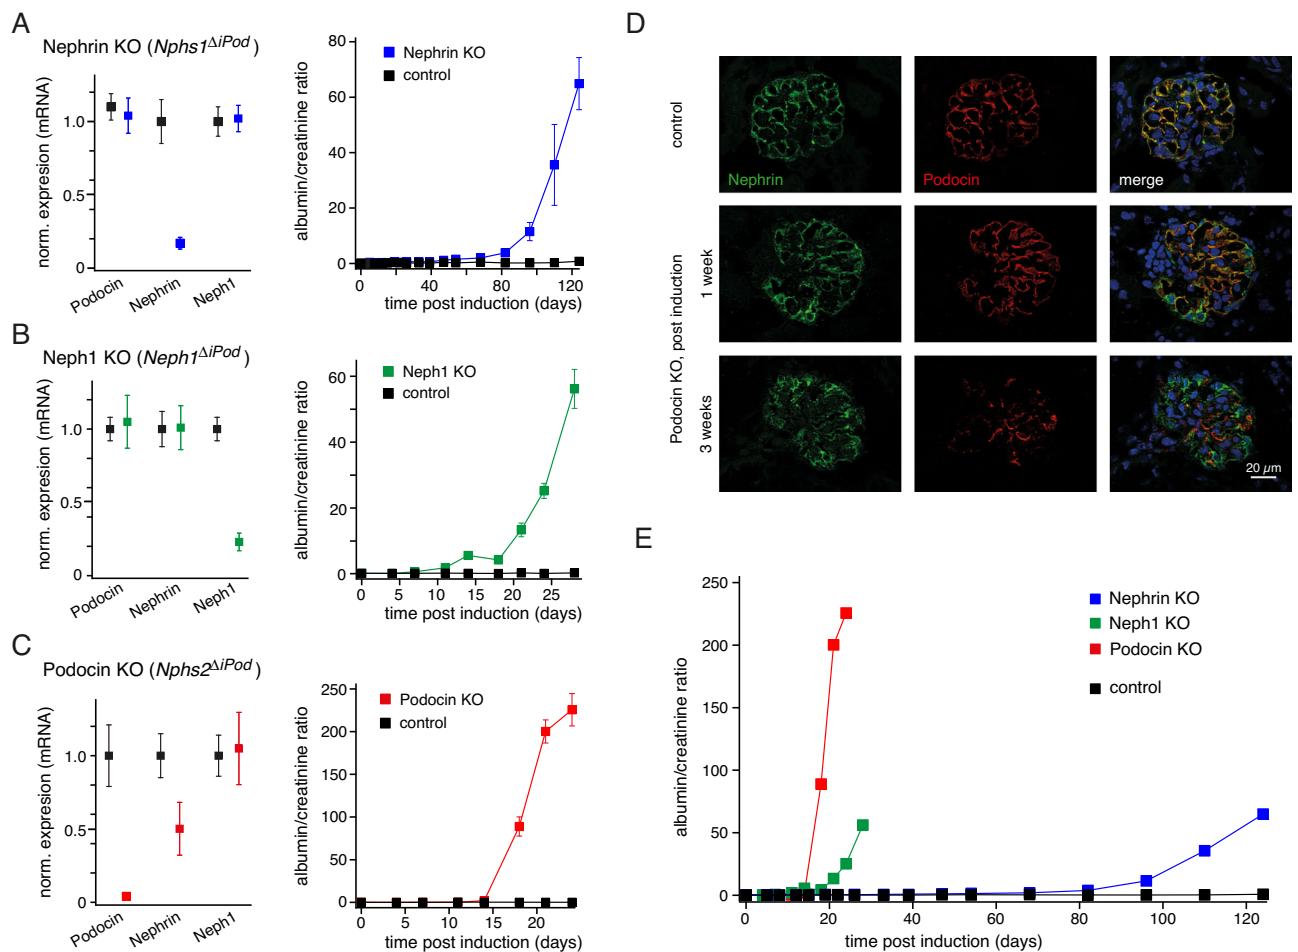 A
Nephrin KO (Nphs1ΔiPod)
norm. expresion (mRNA)
1.0
0.5
0
Podocin
Nephrin
Neph1
albumin/creatinine ratio
80
60
40
20
0
Nephrin KO
control
0
40
80
120
time post induction (days)
B
Neph1 KO (Neph1ΔiPod)
norm. expresion (mRNA)
1.0
0.5
0
Podocin
Nephrin
Neph1
albumin/creatinine ratio
60
40
20
0
Neph1 KO
control
0
5
10
15
20
25
time post induction (days)
C
Podocin KO (Nphs2ΔiPod)
norm. expresion (mRNA)
1.0
0.5
0
Podocin
Nephrin
Neph1
albumin/creatinine ratio
250
200
150
100
50
0
Podocin KO
control
0
5
10
15
20
time post induction (days)
D
control
Nephrin
Podocin
merge
Podocin KO, post induction
1 week
3 weeks
20 µm
E
albumin/creatinine ratio
250
200
150
100
50
0
Nephrin KO
Neph1 KO
Podocin KO
control
0
20
40
60
80
100
120
time post induction (days)